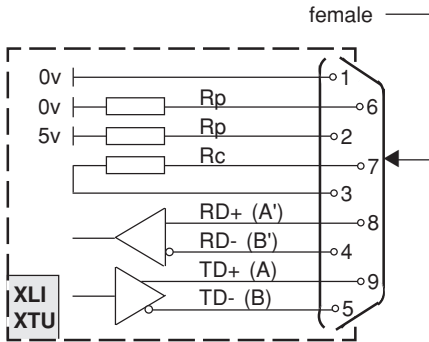 female
0v 1
0v Rp 6
5v Rp 2
Rc 7
3
RD+ (A') 8
RD- (B') 4
TD+ (A) 9
TD- (B) 5
XLI
XTU